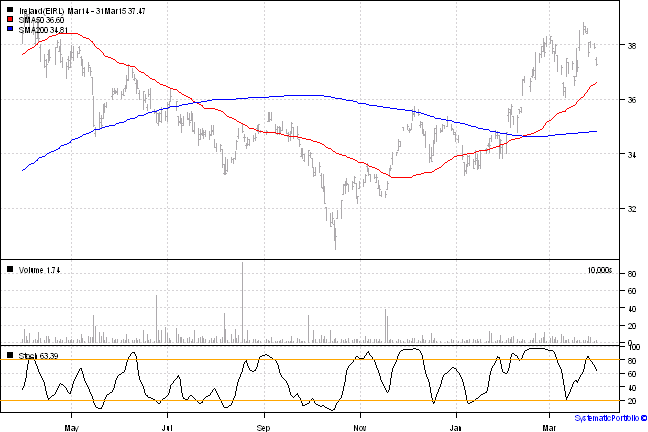 Ireland(EIRL) Mar14 - 31Mar15 37.47
SMA50 36.60
SMA200 34.81
38
36
34
32
Volume 1.74
10,000s
80
60
40
20
0
Stoch 63.39
100
80
60
40
20
May Jul Sep Nov Jan Mar
SystematicPortfolio ©